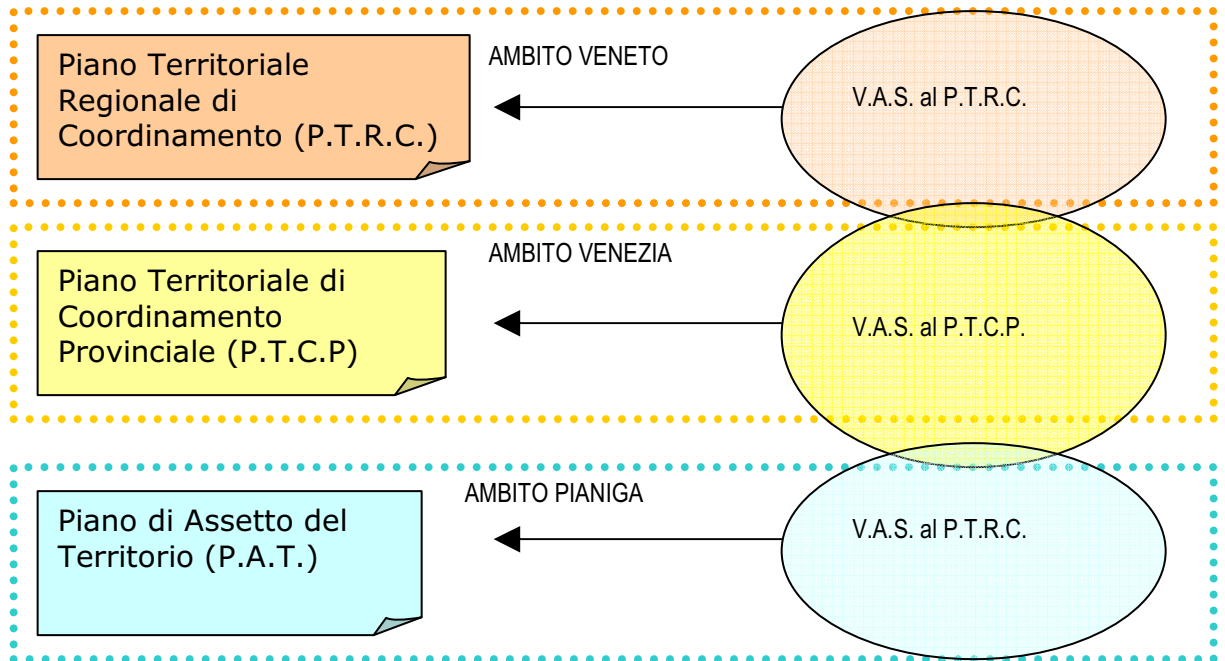 Piano Territoriale
Regionale di
Coordinamento (P.T.R.C.)
AMBITO VENETO
V.A.S. al P.T.R.C.
Piano Territoriale di
Coordinamento
Provinciale (P.T.C.P)
AMBITO VENEZIA
V.A.S. al P.T.C.P.
Piano di Assetto del
Territorio (P.A.T.)
AMBITO PIANIGA
V.A.S. al P.T.R.C.